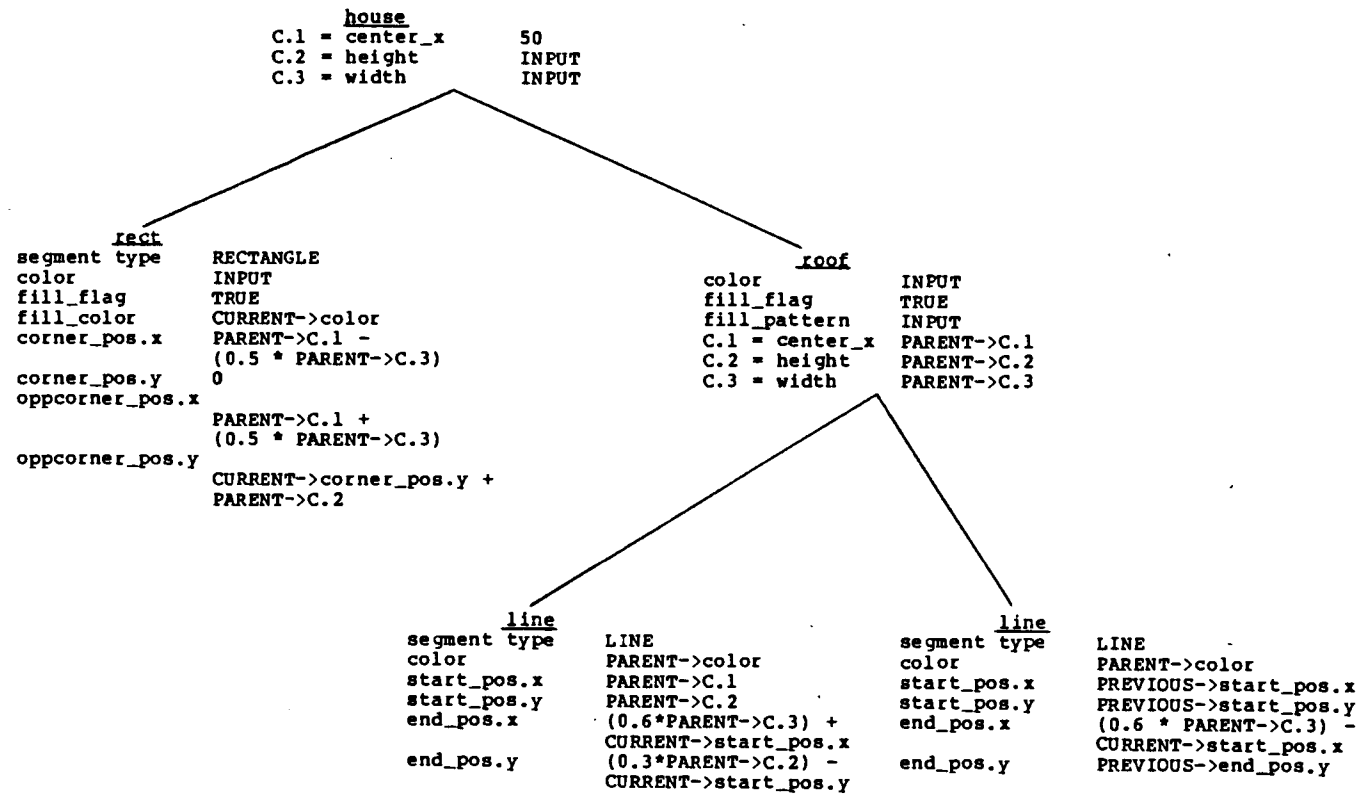 house
C.1 = center_x 50
C.2 = height INPUT
C.3 = width INPUT
rect
segment type RECTANGLE
color INPUT
fill_flag TRUE
fill_color CURRENT->color
corner_pos.x PARENT->C.1 -
(0.5 * PARENT->C.3)
corner_pos.y 0
oppcorner_pos.x
PARENT->C.1 +
(0.5 * PARENT->C.3)
oppcorner_pos.y
CURRENT->corner_pos.y +
PARENT->C.2
roof
color INPUT
fill_flag TRUE
fill_pattern INPUT
C.1 = center_x PARENT->C.1
C.2 = height PARENT->C.2
C.3 = width PARENT->C.3
line
segment type LINE
color PARENT->color
start_pos.x PARENT->C.1
start_pos.y PARENT->C.2
end_pos.x (0.6*PARENT->C.3) +
CURRENT->start_pos.x
end_pos.y (0.3*PARENT->C.2) -
CURRENT->start_pos.y
line
segment type LINE
color PARENT->color
start_pos.x PREVIOUS->start_pos.x
start_pos.y PREVIOUS->start_pos.y
end_pos.x (0.6 * PARENT->C.3) -
CURRENT->start_pos.x
end_pos.y PREVIOUS->end_pos.y